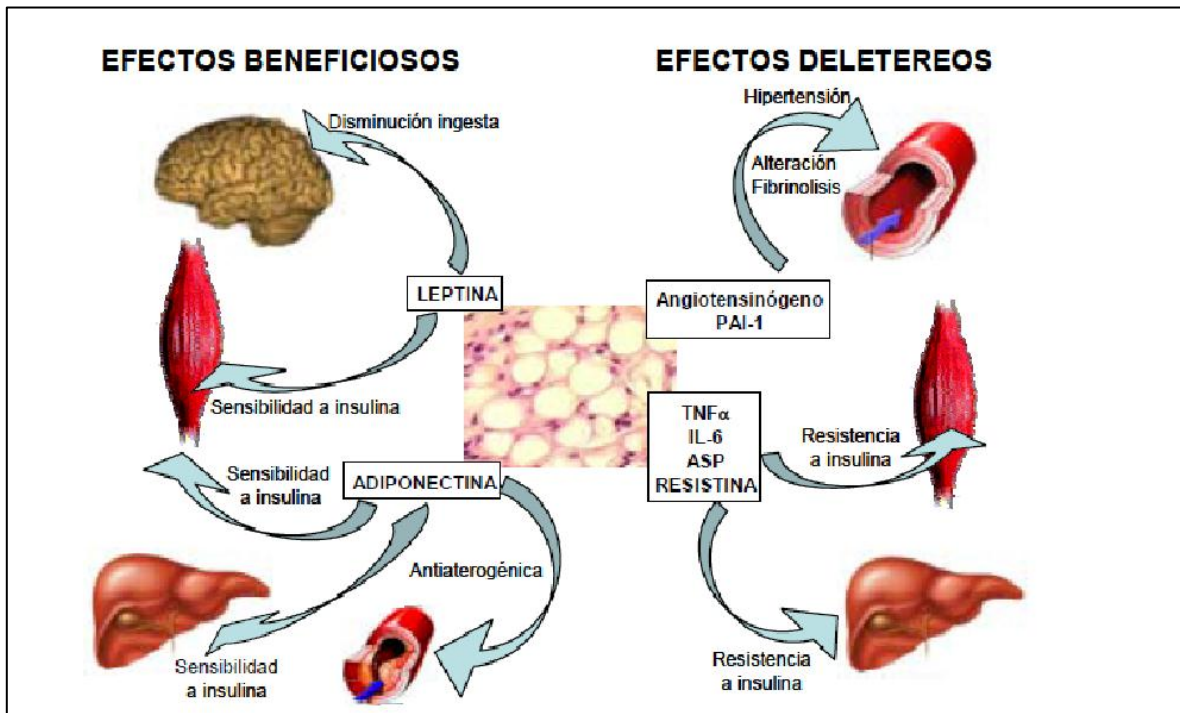 EFECTOS BENEFICIOSOS
Disminución ingesta
LEPTINA
Sensibilidad a insulina
Sensibilidad
a insulina
ADIPONECTINA
Antiaterogénica
Sensibilidad
a insulina
EFECTOS DELETEREOS
Hipertensión
Alteración
Fibrinolisis
Angiotensinógeno
PAI-1
TNFα
IL-6
ASP
RESISTINA
Resistencia
a insulina
Resistencia
a insulina